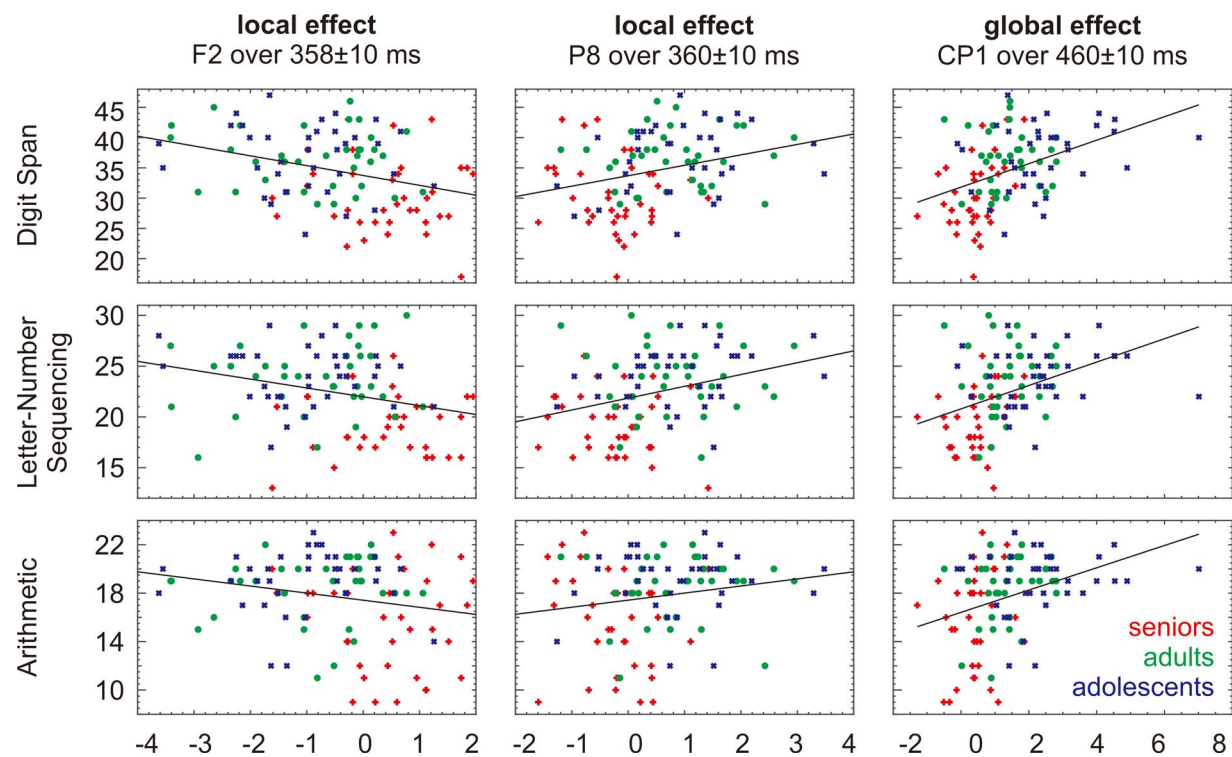 local effect
F2 over 358±10 ms
local effect
P8 over 360±10 ms
global effect
CP1 over 460±10 ms
Digit Span
45
40
35
30
25
20
Letter-Number
Sequencing
30
25
20
15
Arithmetic
22
18
14
10
seniors
adults
adolescents
-4 -3 -2 -1 0 1 2
-2 -1 0 1 2 3 4
-2 0 2 4 6 8